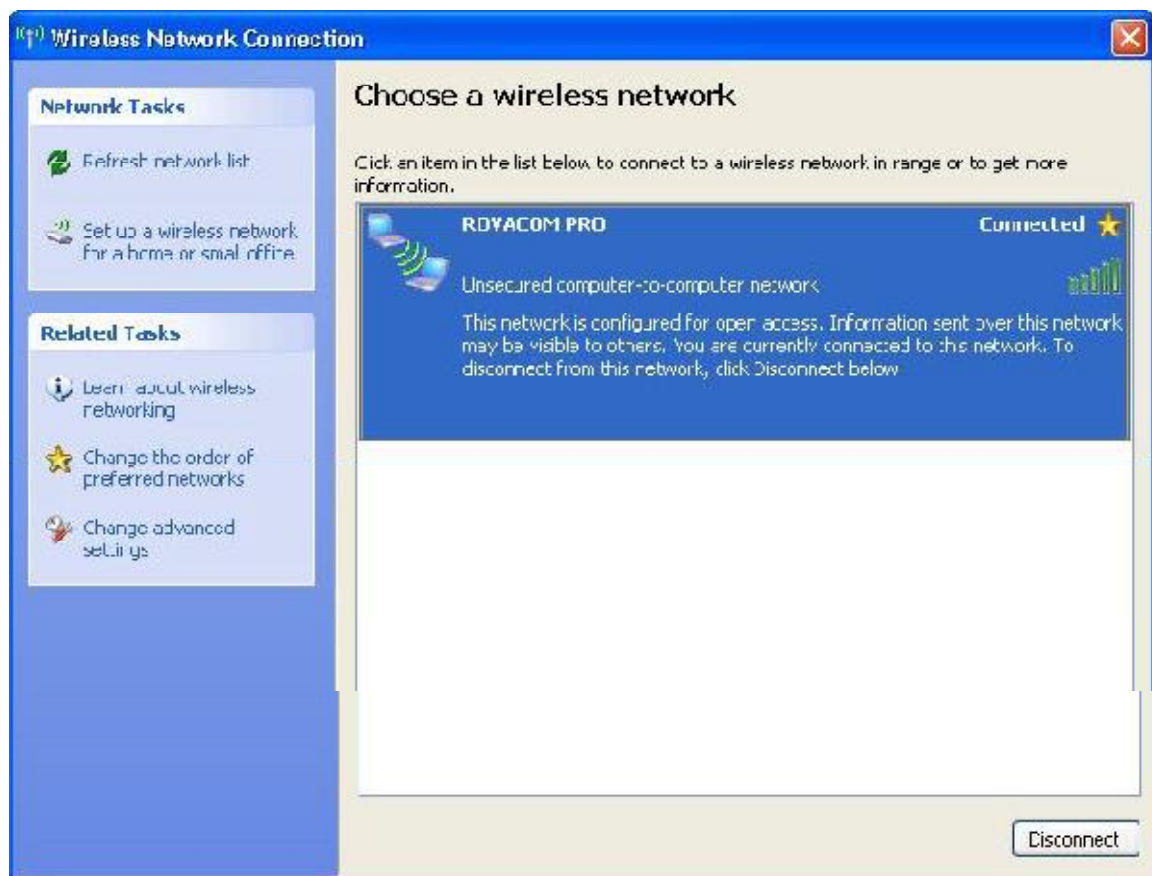 Wireless Network Connection
Network Tasks
Refresh network list
Set up a wireless network
for a home or small office
Related Tasks
Learn about wireless
networking
Change the order of
preferred networks
Change advanced
settings
Choose a wireless network
Click an item in the list below to connect to a wireless network in range or to get more
information.
RDYACOM PRO
Connected
Unsecured computer-to-computer network
This network is configured for open access. Information sent over this network
may be visible to others. You are currently connected to this network. To
disconnect from this network, click Disconnect below
Disconnect